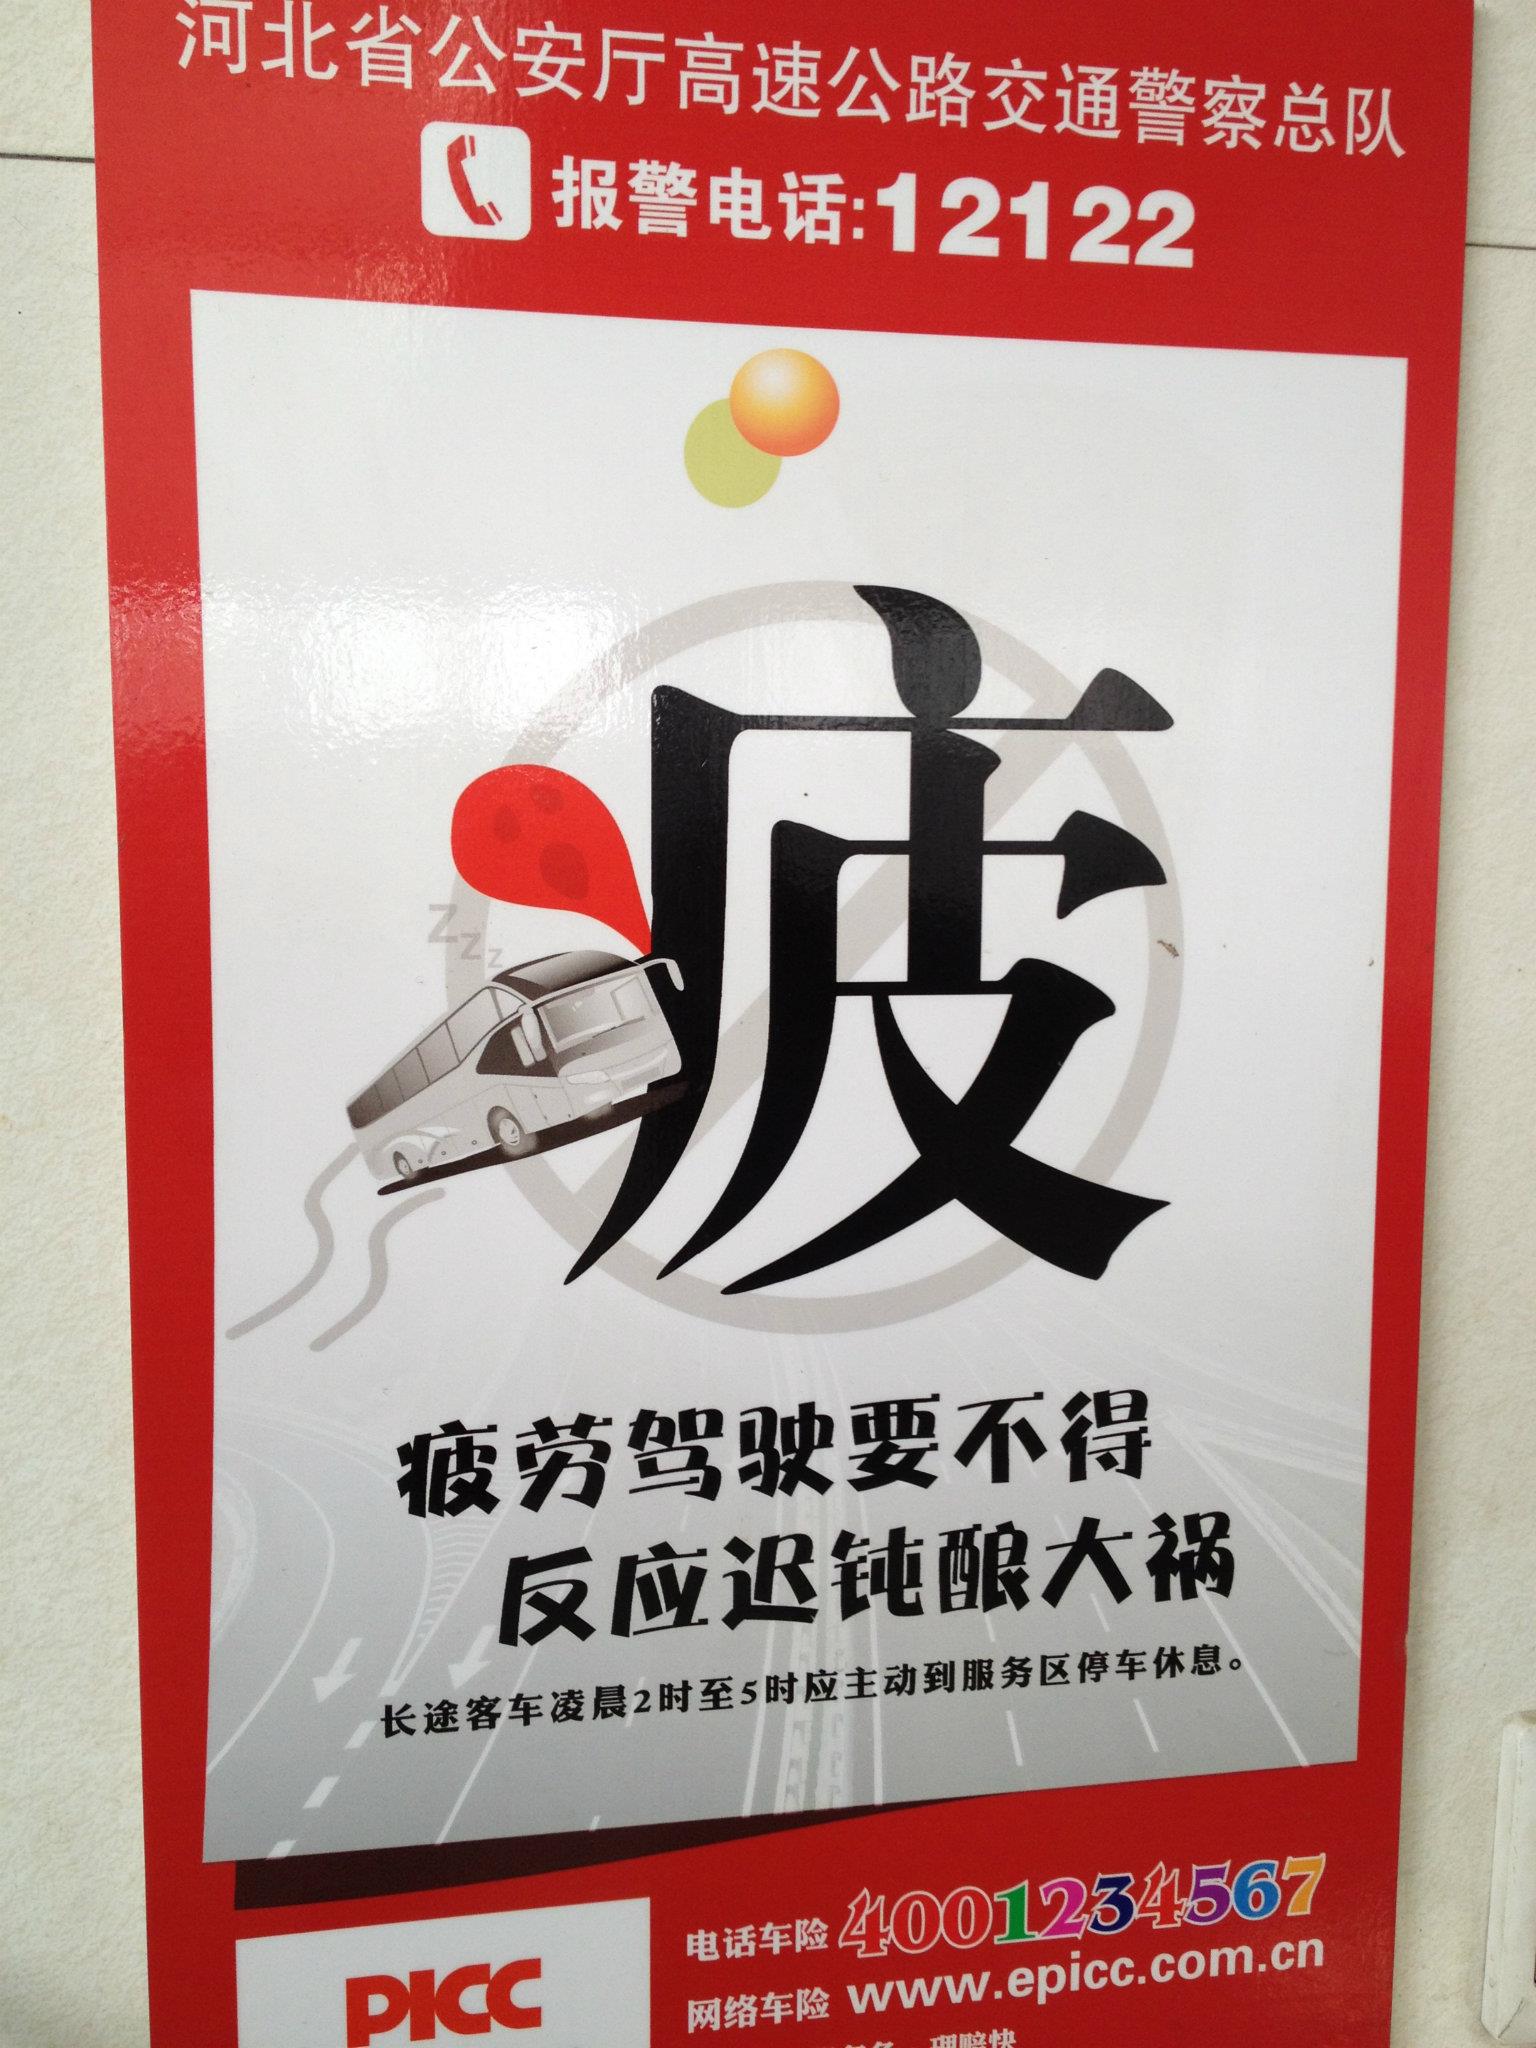 河北省公安厅高速公路交通警察总队
报警电话:12122
疲
zzz
疲劳驾驶要不得
反应迟钝酿大祸
长途客车凌晨2时至5时应主动到服务区停车休息。
电话车险 4001234567
网络车险 www.epicc.com.cn
PICC
理赔快